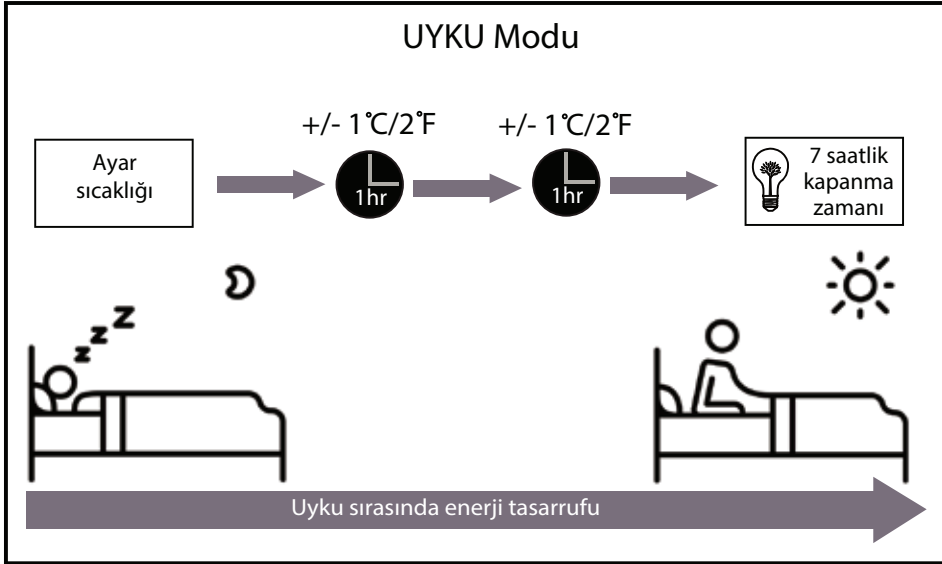 UYKU Modu
+/- 1°C/2°F
+/- 1°C/2°F
Ayar
sıcaklığı
1hr
1hr
7 saatlik
kapanma
zamanı
z z Z
Uyku sırasında enerji tasarrufu